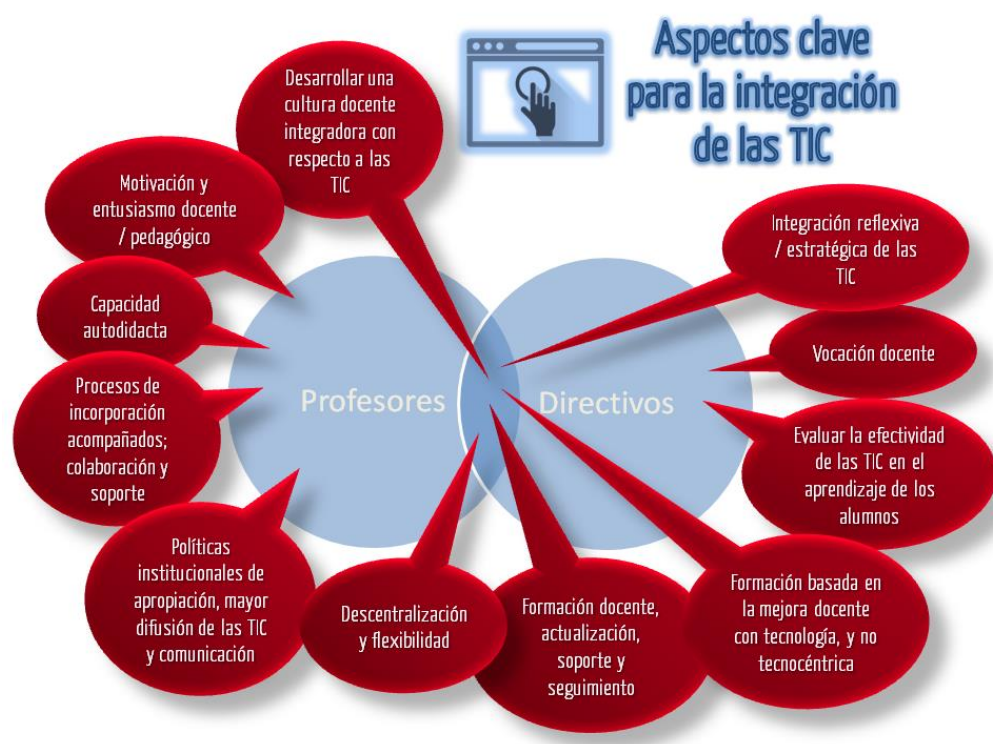 Aspectos clave
para la integración
de las TIC
Desarrollar una
cultura docente
integradora con
respecto a las
TIC
Motivación y
entusiasmo docente
/ pedagógico
Capacidad
autodidacta
Procesos de
incorporación
acompañados;
colaboración y
soporte
Políticas
institucionales de
apropiación, mayor
difusión de las TIC
y comunicación
Profesores
Directivos
Integración reflexiva
/ estratégica de las
TIC
Vocación docente
Evaluar la efectividad
de las TIC en el
aprendizaje de los
alumnos
Descentralización
y flexibilidad
Formación docente,
actualización,
soporte y
seguimiento
Formación basada en
la mejora docente
con tecnología, y no
tecnocéntrica